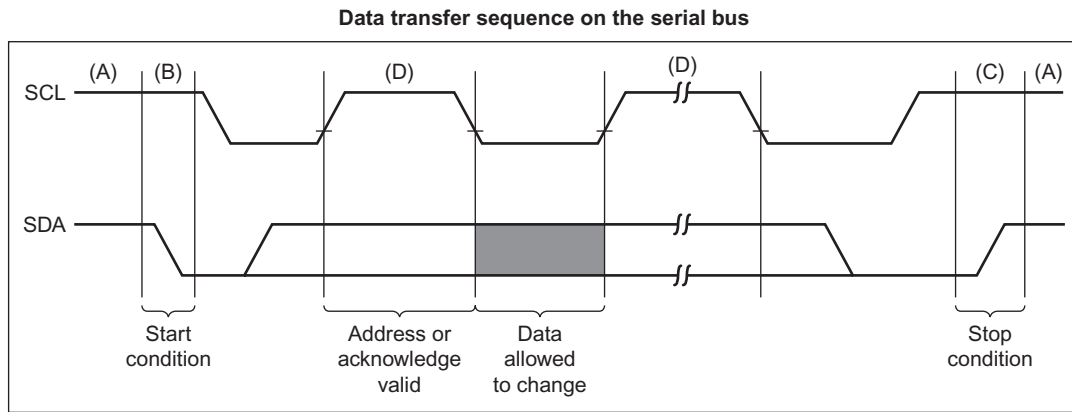 Data transfer sequence on the serial bus
(A) (B) (D) (D) (C) (A)
SCL
SDA
Start
condition
Address or
acknowledge
valid
Data
allowed
to change
Stop
condition